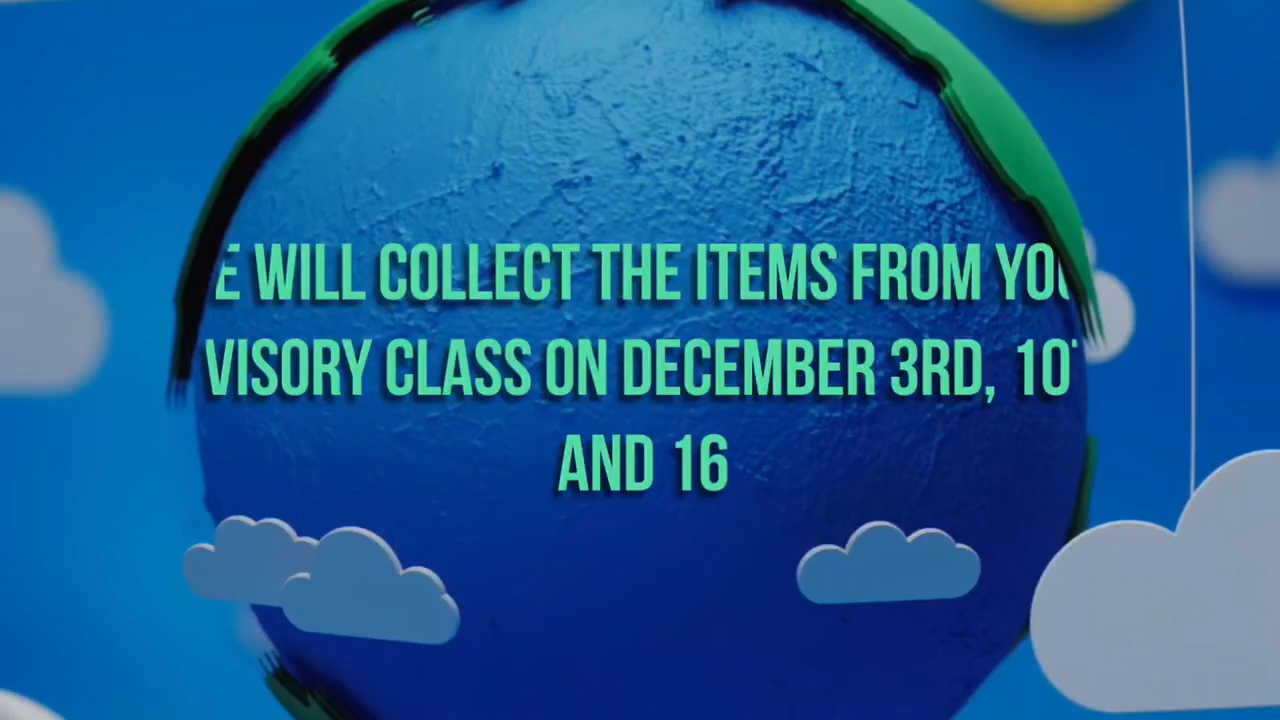 E WILL COLLECT THE ITEMS FROM YOU
VISORY CLASS ON DECEMBER 3RD, 10
AND 16